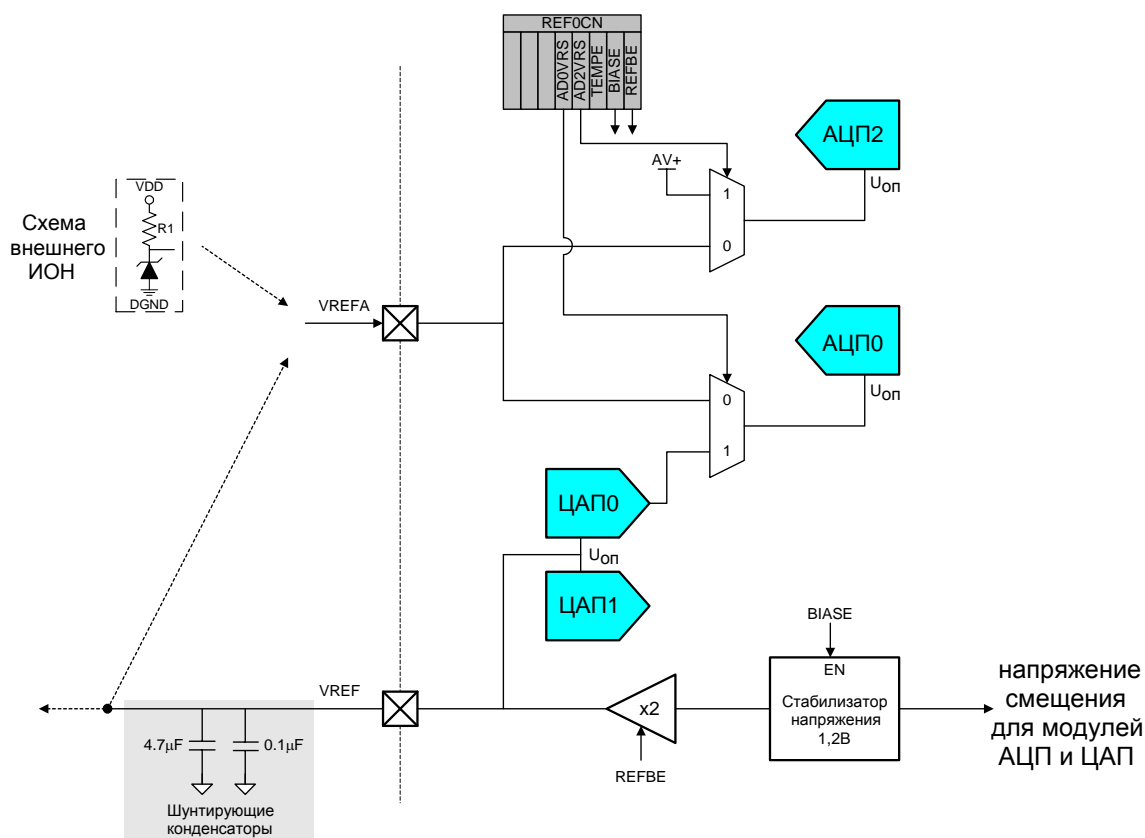 REF0CN
AD0VRS
AD2VRS
TEMPE
BIASE
REFBE
АЦП2
Uоп
AV+
1
0
VDD
R1
DGND
Схема
внешнего
ИОН
VREFA
АЦП0
Uоп
0
1
ЦАП0
Uоп
ЦАП1
BIASE
EN
Стабилизатор
напряжения
1,2В
напряжение
смещения
для модулей
АЦП и ЦАП
VREF
x2
REFBE
4.7µF
0.1µF
Шунтирующие
конденсаторы